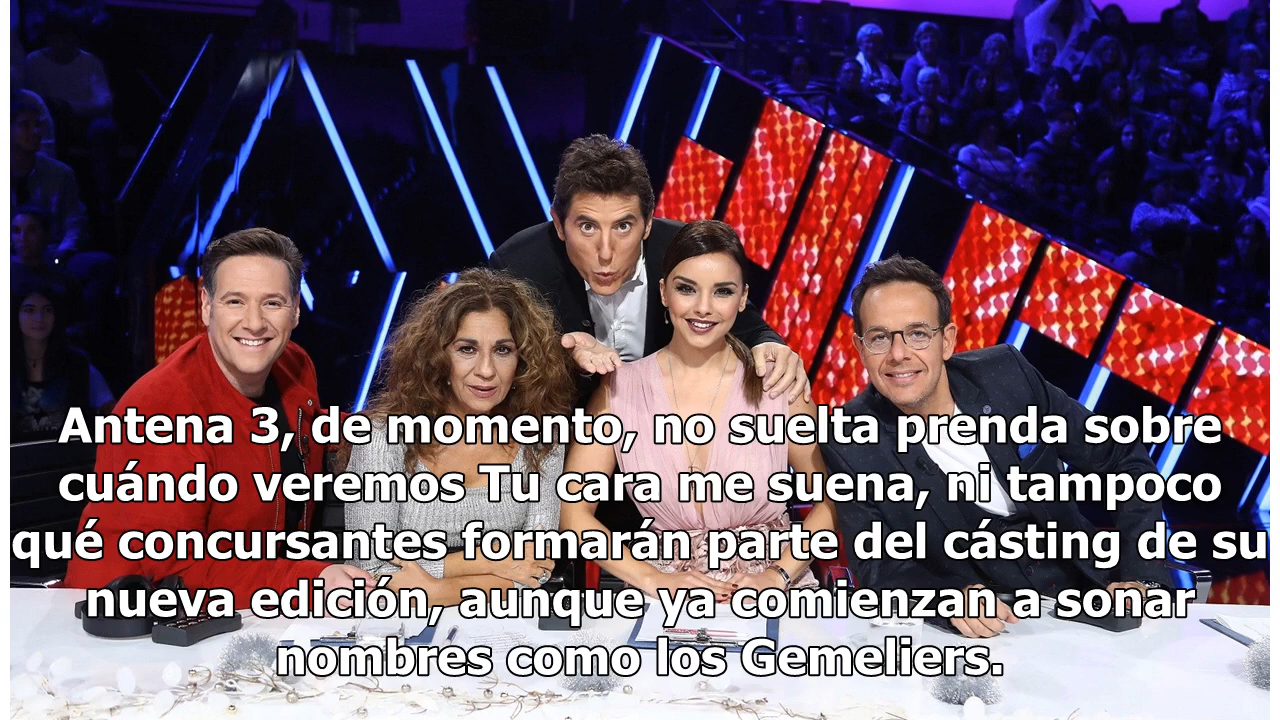 Antena 3, de momento, no suelta prenda sobre
cuándo veremos Tu cara me suena, ni tampoco
qué concursantes formarán parte del cásting de su
nueva edición, aunque ya comienzan a sonar
nombres como los Gemeliers.